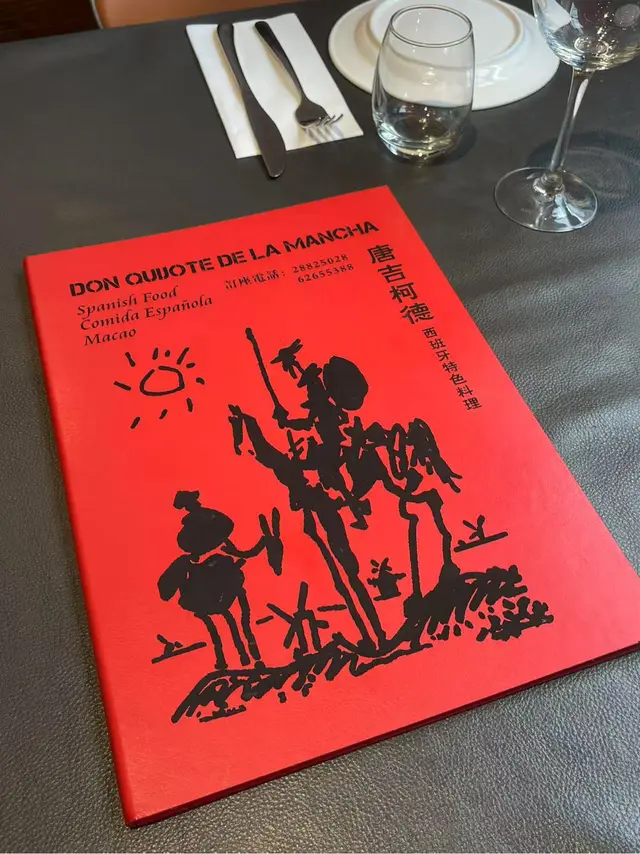 DON QUIJOTE DE LA MANCHA
Spanish Food
Comida Española
Macao
訂座電話: 28825028
62655388
唐吉柯德
西班牙特色料理